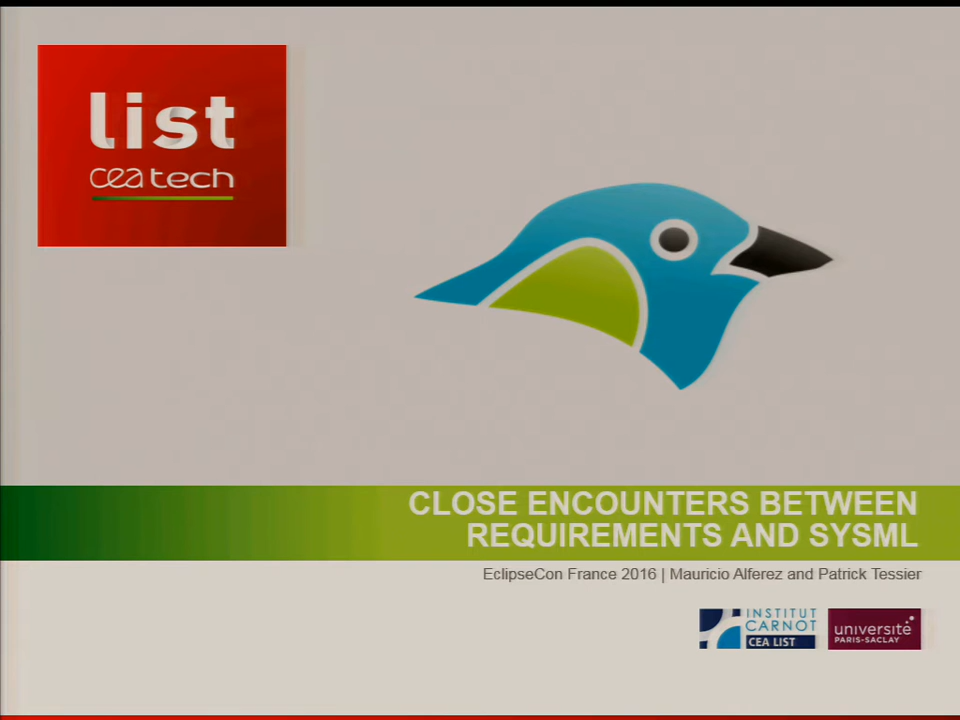 list
cea tech
CLOSE ENCOUNTERS BETWEEN
REQUIREMENTS AND SYSML
EclipseCon France 2016 | Mauricio Alferez and Patrick Tessier
INSTITUT
CARNOT
CEA LIST
université
PARIS-SACLAY